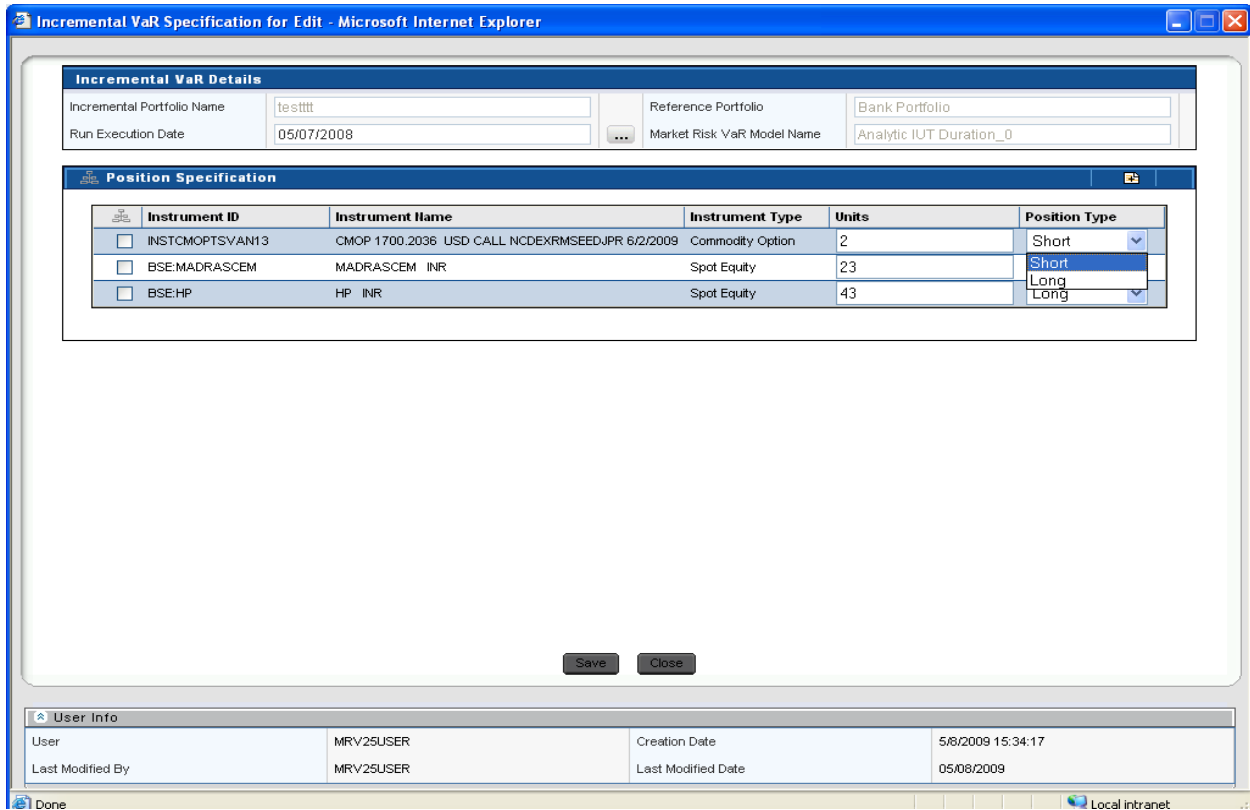 Incremental VaR Specification for Edit - Microsoft Internet Explorer
Incremental VaR Details
Incremental Portfolio Name testttt Reference Portfolio Bank Portfolio
Run Execution Date 05/07/2008 ... Market Risk VaR Model Name Analytic IUT Duration_0
Position Specification
Instrument ID Instrument Name Instrument Type Units Position Type
INSTCMOPTSVAN13 CMOP 1700.2036 USD CALL NCDEXRMSEEDJPR 6/2/2009 Commodity Option 2 Short
BSE:MADRASCEM MADRASCEM INR Spot Equity 23 Short
Long
BSE:HP HP INR Spot Equity 43 Long
Save Close
User Info
User MRV25USER Creation Date 5/8/2009 15:34:17
Last Modified By MRV25USER Last Modified Date 05/08/2009
Done Local intranet